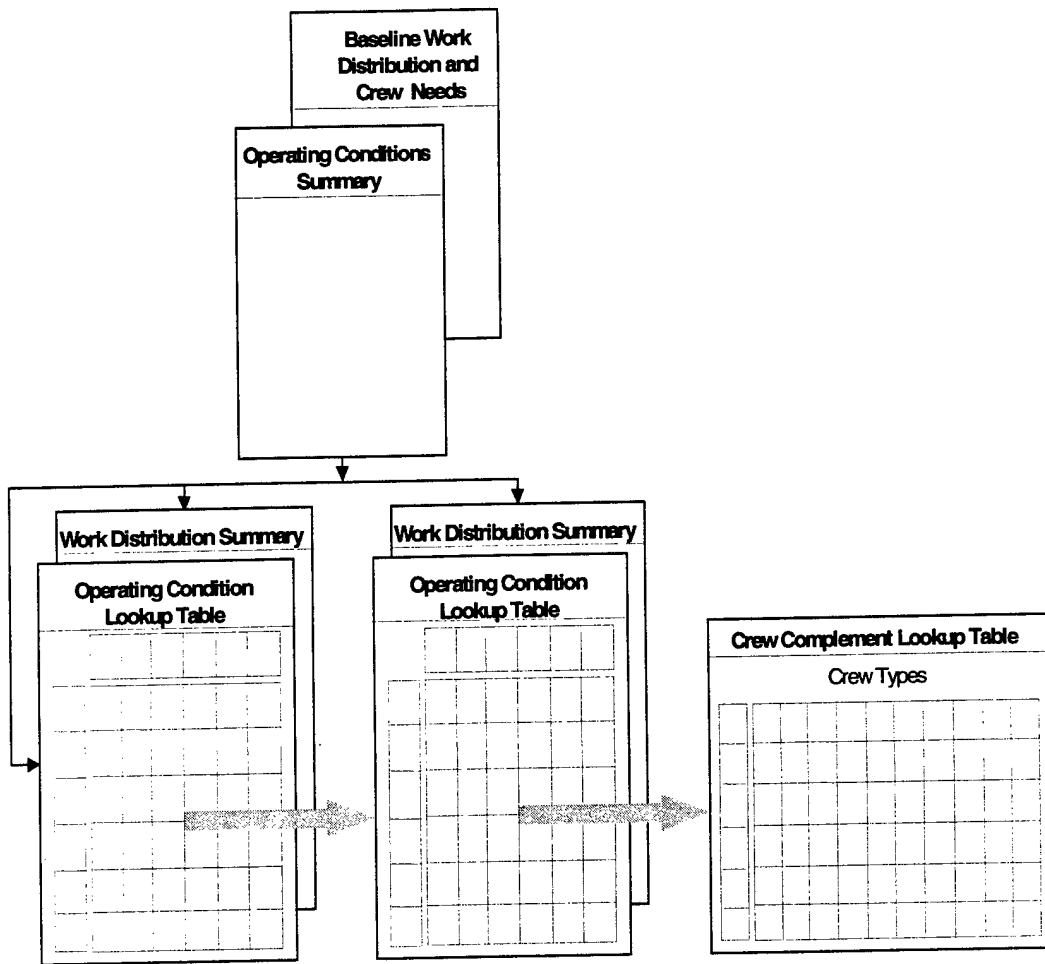 Baseline Work
Distribution and
Crew Needs
Operating Conditions
Summary
Work Distribution Summary
Operating Condition
Lookup Table
Work Distribution Summary
Operating Condition
Lookup Table
Crew Complement Lookup Table
Crew Types